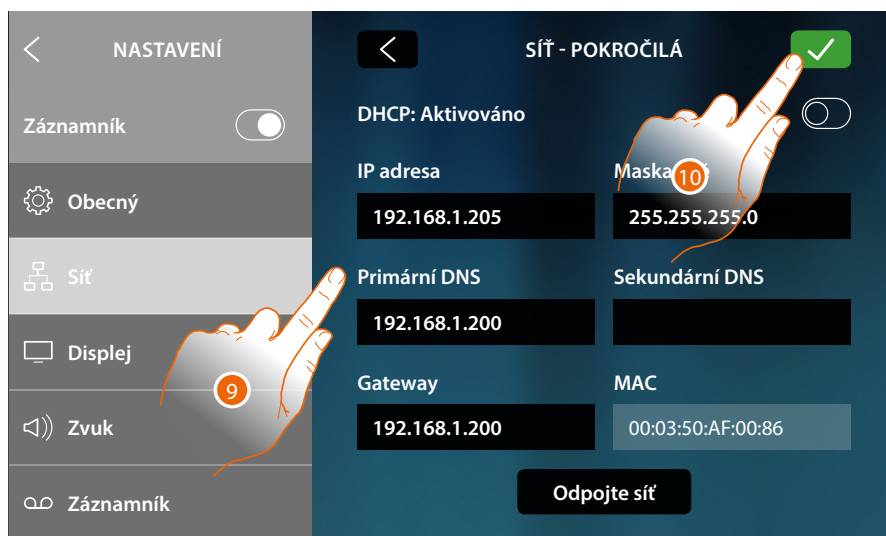 NASTAVENÍ
Záznamník
Obecný
Síť
Displej
Zvuk
Záznamník
9
SÍŤ - POKROČILÁ
DHCP: Aktivováno
IP adresa
192.168.1.205
255.255.255.0
10
Primární DNS
Sekundární DNS
192.168.1.200
Gateway
MAC
192.168.1.200
00:03:50:AF:00:86
Odpojte síť